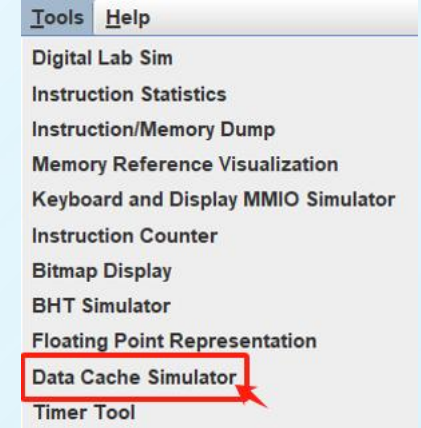 Tools Help
Digital Lab Sim
Instruction Statistics
Instruction/Memory Dump
Memory Reference Visualization
Keyboard and Display MMIO Simulator
Instruction Counter
Bitmap Display
BHT Simulator
Floating Point Representation
Data Cache Simulator
Timer Tool